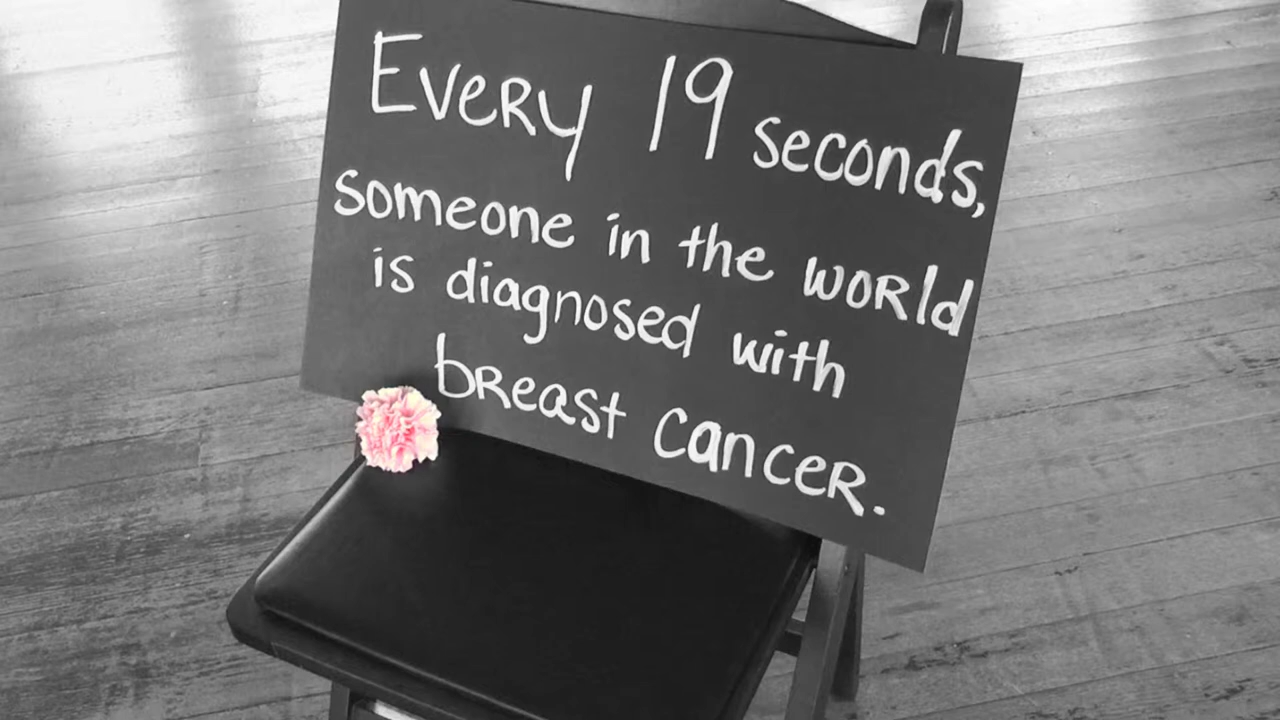 Every 19 seconds,
someone in the world
is diagnosed with
breast cancer.